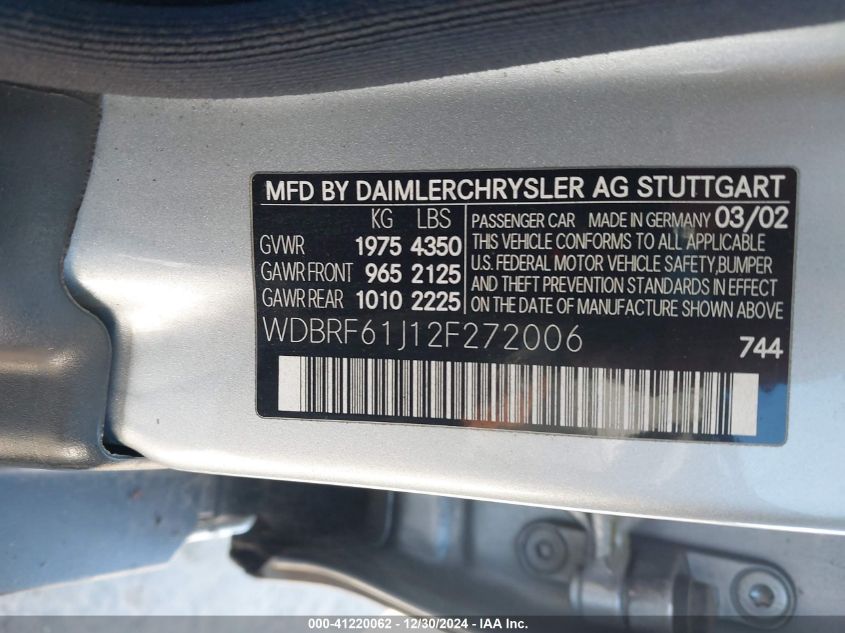 MFD BY DAIMLERCHRYSLER AG STUTTGART
KG LBS
GVWR 1975 4350
GAWR FRONT 965 2125
GAWR REAR 1010 2225
PASSENGER CAR MADE IN GERMANY 03/02
THIS VEHICLE CONFORMS TO ALL APPLICABLE
U.S. FEDERAL MOTOR VEHICLE SAFETY,BUMPER
AND THEFT PREVENTION STANDARDS IN EFFECT
ON THE DATE OF MANUFACTURE SHOWN ABOVE
WDBRF61J12F272006
744
000-41220062 - 12/30/2024 - IAA Inc.